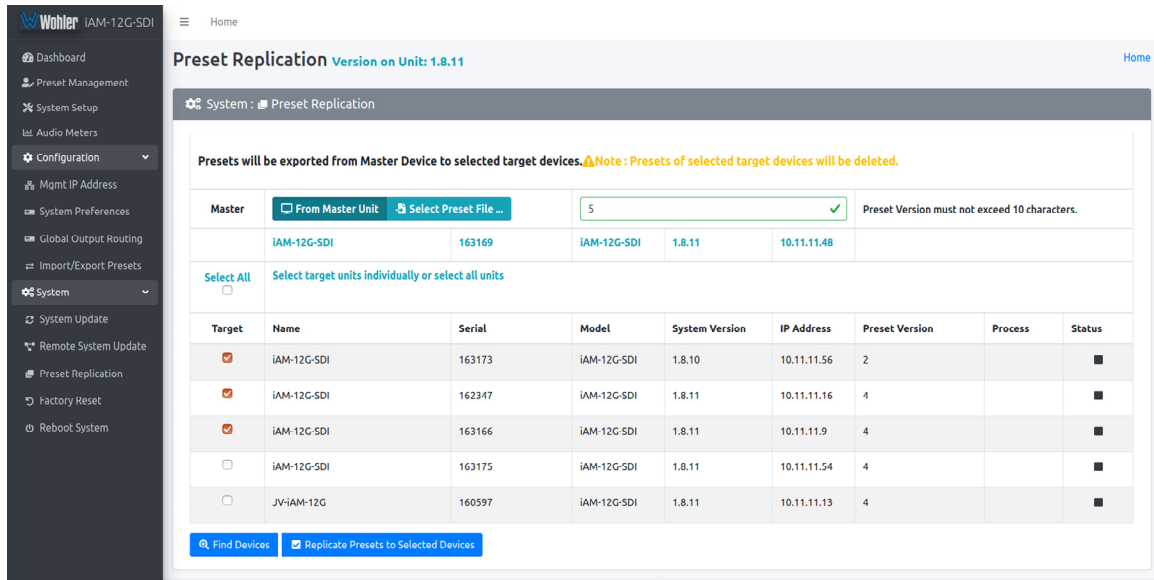 Wohler iAM-12G-SDI
Home
Dashboard
Preset Management
System Setup
Audio Meters
Configuration
Mgmt IP Address
System Preferences
Global Output Routing
Import/Export Presets
System
System Update
Remote System Update
Preset Replication
Factory Reset
Reboot System
Preset Replication Version on Unit: 1.8.11
Home
System : Preset Replication
Presets will be exported from Master Device to selected target devices. Note : Presets of selected target devices will be deleted.
Master From Master Unit Select Preset File ... 5 Preset Version must not exceed 10 characters.
iAM-12G-SDI 163169 iAM-12G-SDI 1.8.11 10.11.11.48
Select All Select target units individually or select all units
Target Name Serial Model System Version IP Address Preset Version Process Status
iAM-12G-SDI 163173 iAM-12G-SDI 1.8.10 10.11.11.56 2
iAM-12G-SDI 162347 iAM-12G-SDI 1.8.11 10.11.11.16 4
iAM-12G-SDI 163166 iAM-12G-SDI 1.8.11 10.11.11.9 4
iAM-12G-SDI 163175 iAM-12G-SDI 1.8.11 10.11.11.54 4
JV-iAM-12G 160597 iAM-12G-SDI 1.8.11 10.11.11.13 4
Find Devices Replicate Presets to Selected Devices